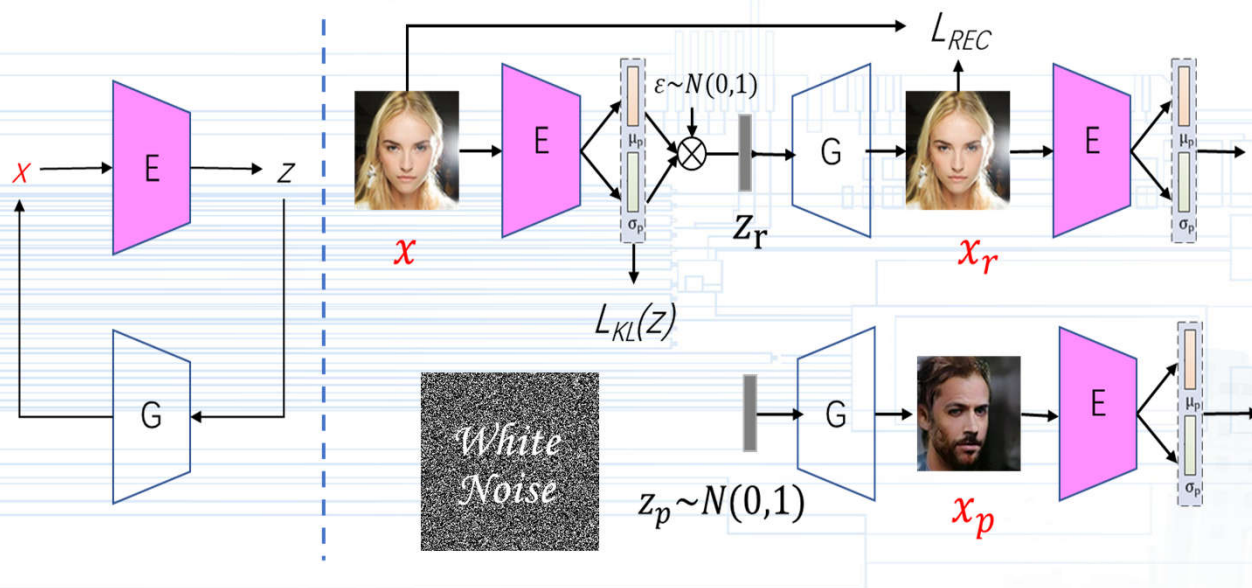 x
E
z
G
x
E
μₚ
σₚ
L_KL(z)
ε~N(0,1)
z_r
G
L_REC
x_r
E
μₚ
σₚ
White
Noise
z_p~N(0,1)
G
x_p
E
μₚ
σₚ